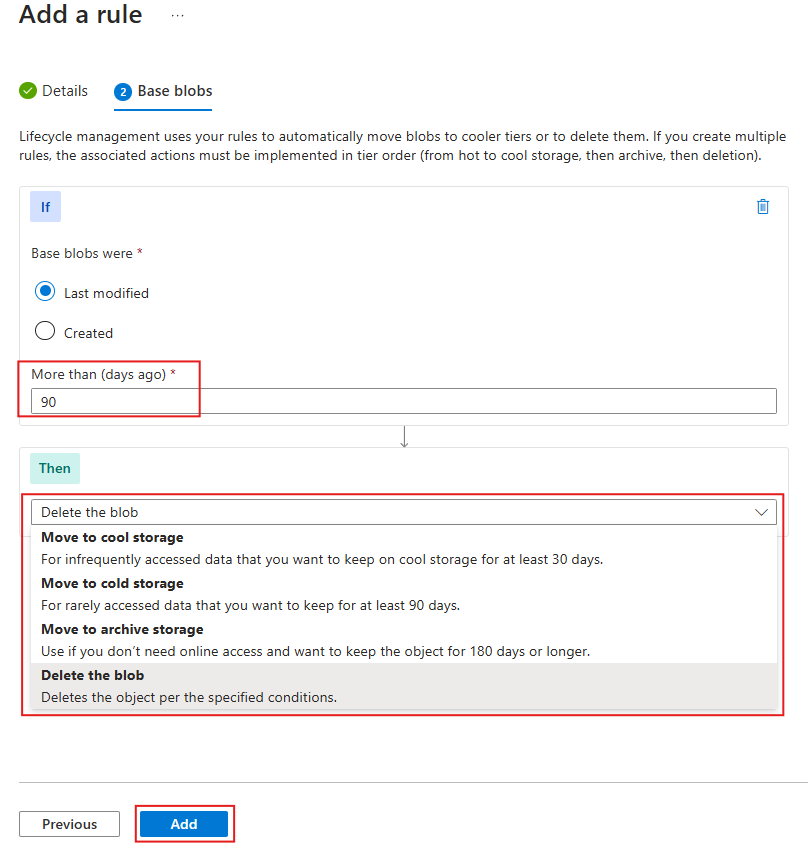 Add a rule ...
Details
2 Base blobs
Lifecycle management uses your rules to automatically move blobs to cooler tiers or to delete them. If you create multiple
rules, the associated actions must be implemented in tier order (from hot to cool storage, then archive, then deletion).
If
Base blobs were *
Last modified
Created
More than (days ago) *
90
Then
Delete the blob
Move to cool storage
For infrequently accessed data that you want to keep on cool storage for at least 30 days.
Move to cold storage
For rarely accessed data that you want to keep for at least 90 days.
Move to archive storage
Use if you don’t need online access and want to keep the object for 180 days or longer.
Delete the blob
Deletes the object per the specified conditions.
Previous Add